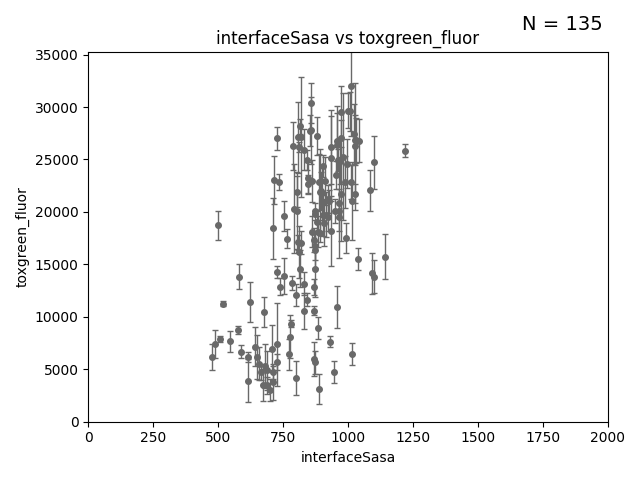 N = 135
interfaceSasa vs toxgreen_fluor
35000
30000
25000
20000
15000
10000
5000
0
toxgreen_fluor
0 250 500 750 1000 1250 1500 1750 2000
interfaceSasa